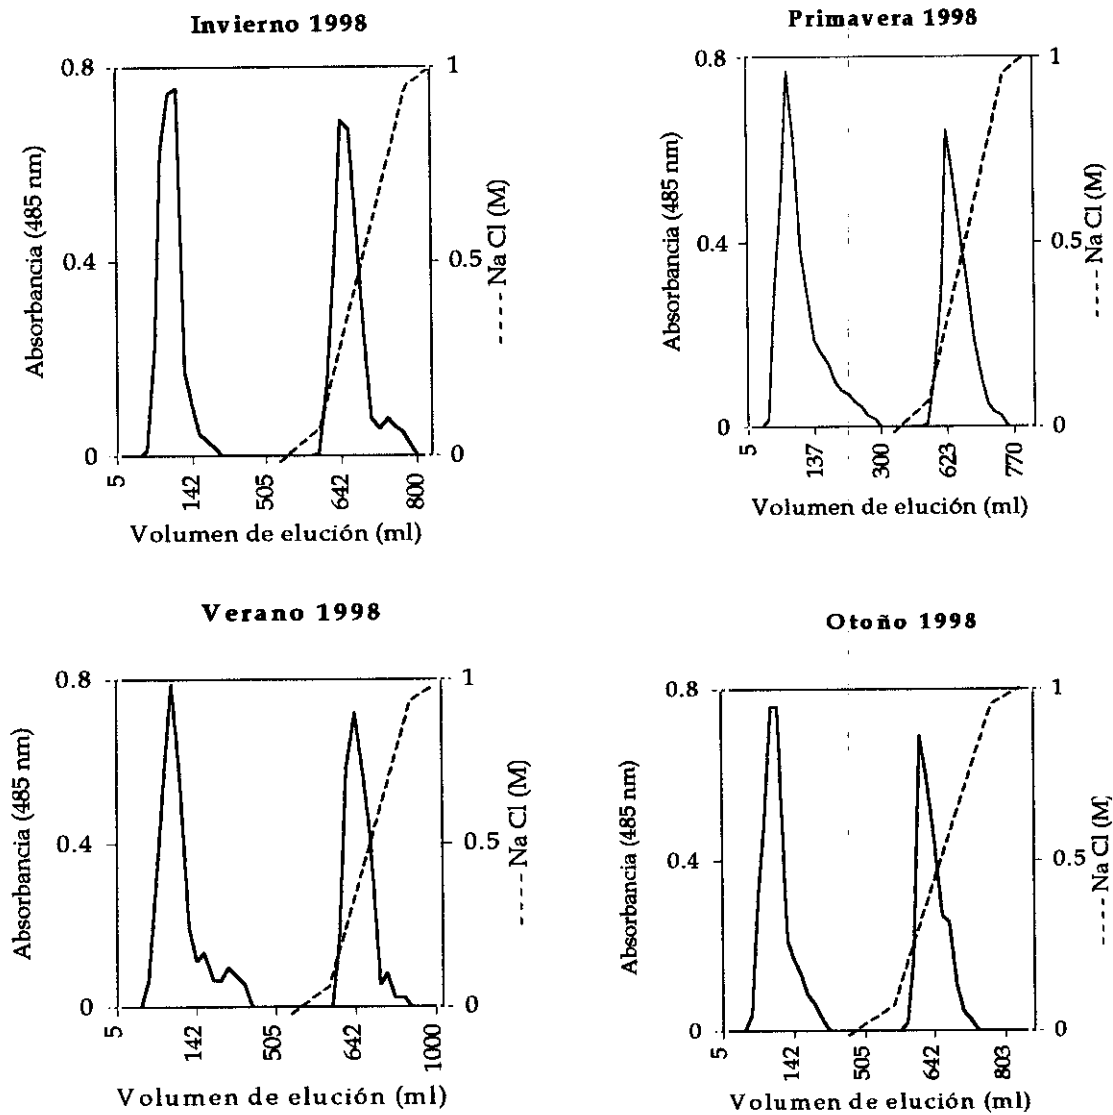 Invierno 1998
0.8
0.4
0
Absorbancia (485 nm)
1
0.5
0
---- Na Cl (M)
5
142
505
642
800
Volumen de elución (ml)
Primavera 1998
0.8
0.4
0
Absorbancia (485 nm)
1
0.5
0
---- Na Cl (M)
5
137
300
623
770
Volumen de elución (ml)
Verano 1998
0.8
0.4
0
Absorbancia (485 nm)
1
0.5
0
---- Na Cl (M)
5
142
505
642
1000
Volumen de elución (ml)
Otoño 1998
0.8
0.4
0
Absorbancia (485 nm)
1
0.5
0
---- Na Cl (M)
5
142
505
642
803
Volumen de elución (ml)